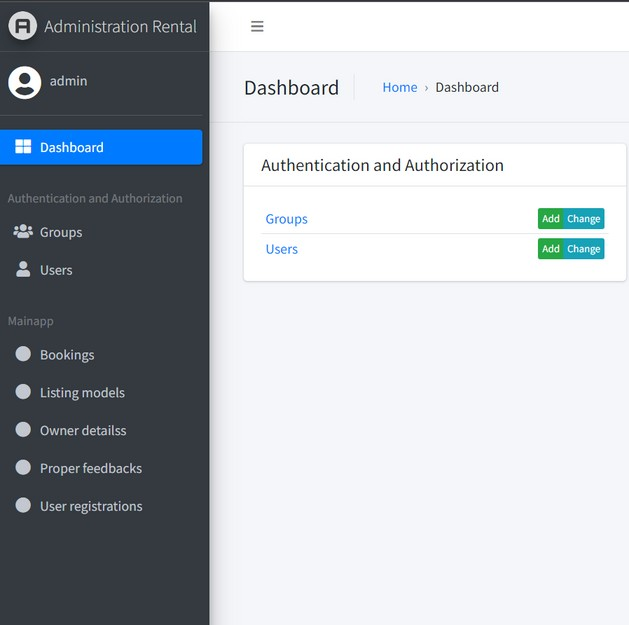 Administration Rental
admin
Dashboard
Authentication and Authorization
Groups
Users
Mainapp
Bookings
Listing models
Owner detailss
Proper feedbacks
User registrations
Dashboard
Home › Dashboard
Authentication and Authorization
Groups Add Change
Users Add Change